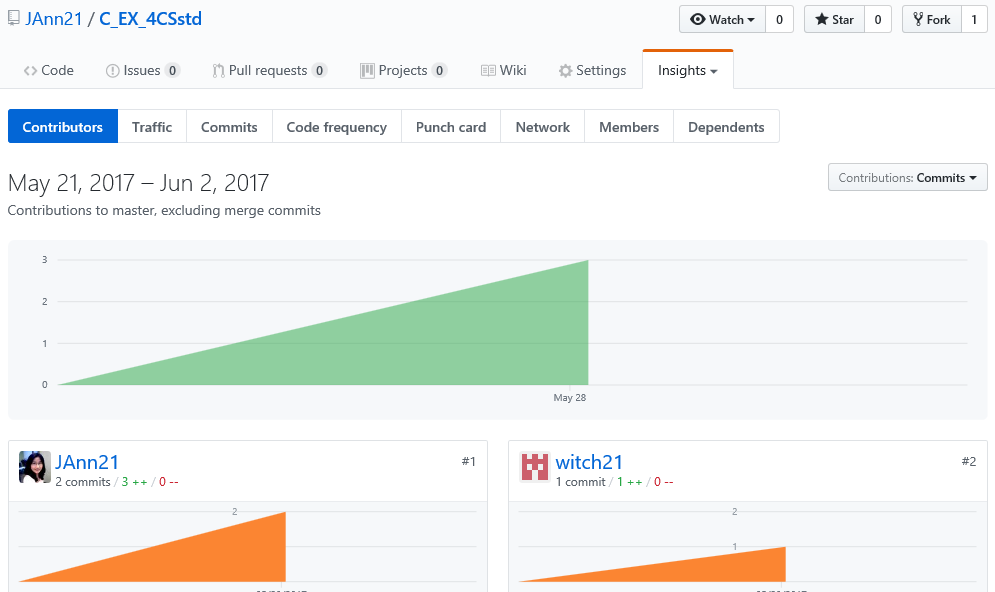 JAnn21 / C_EX_4CSstd
Watch 0 Star 0 Fork 1
Code Issues 0 Pull requests 0 Projects 0 Wiki Settings Insights
Contributors Traffic Commits Code frequency Punch card Network Members Dependents
May 21, 2017 – Jun 2, 2017
Contributions: Commits
Contributions to master, excluding merge commits
3
2
1
0
May 28
JAnn21 #1
2 commits / 3 ++ / 0 --
2
witch21 #2
1 commit / 1 ++ / 0 --
2
1